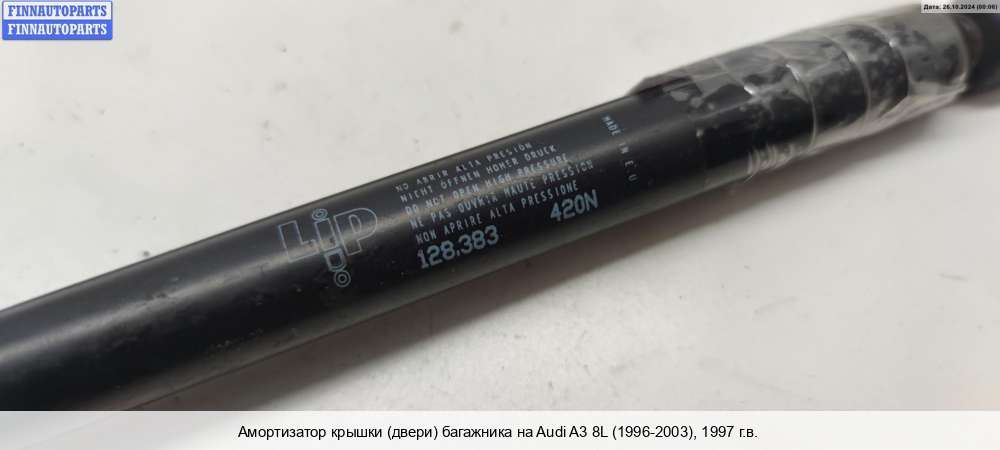 FINNAUTOPARTS
FINNAUTOPARTS
Дата: 26.10.2024 (00:00)
NO ABRIR ALTA PRESIÓN
NICHT ÖFFNEN HOHER DRUCK
DO NOT OPEN HIGH PRESSURE
NE PAS OUVRIR HAUTE PRESSION
NON APRIRE ALTA PRESSIONE
128.383
420N
MADE IN E.U
LIP
Амортизатор крышки (двери) багажника на Audi A3 8L (1996-2003), 1997 г.в.